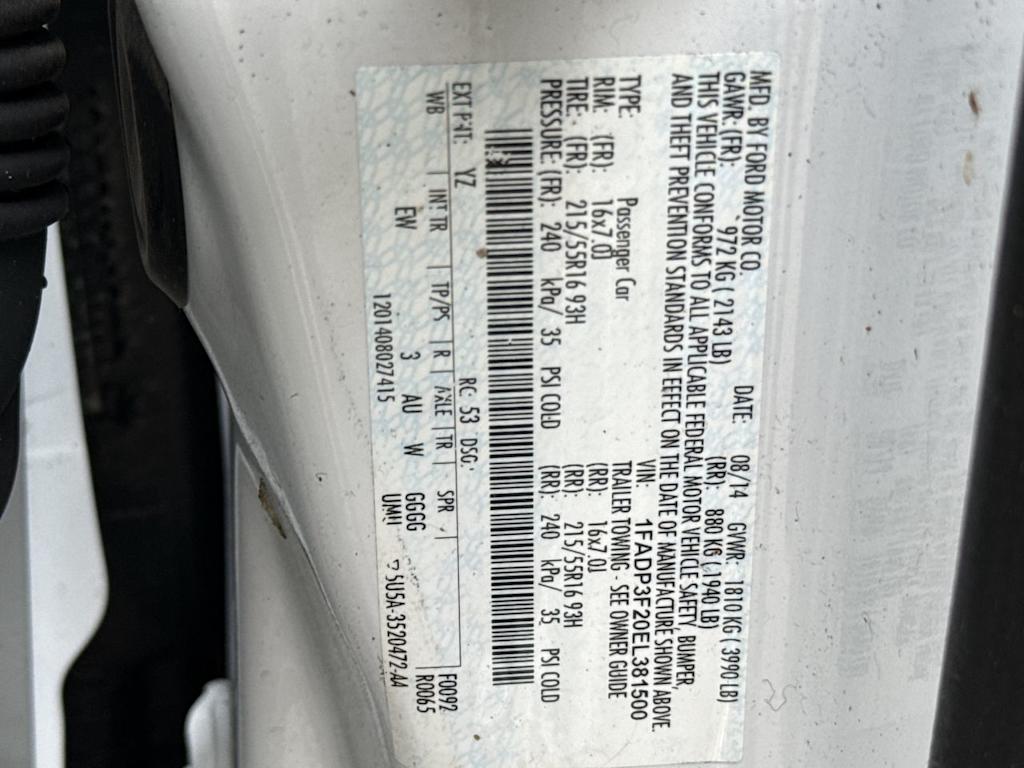 MFD. BY FORD MOTOR CO. DATE: 08/14 GVWR: 1810 KG ( 3990 LB)
GAWR: (FR): 972 KG ( 2143 LB) (RR): 880 KG ( 1940 LB)
THIS VEHICLE CONFORMS TO ALL APPLICABLE FEDERAL MOTOR VEHICLE SAFETY, BUMPER,
AND THEFT PREVENTION STANDARDS IN EFFECT ON THE DATE OF MANUFACTURE SHOWN ABOVE.
VIN: 1FADP3F20EL381500
TYPE: Passenger Car TRAILER TOWING - SEE OWNER GUIDE
RIM: (FR): 16x7.0J (RR): 16x7.0J
TIRE: (FR): 215/55R16 93H (RR): 215/55R16 93H
PRESSURE: (FR): 240 kPa/ 35 PSI COLD (RR): 240 kPa/ 35 PSI COLD
EXT PNT: YZ RC: 53 DSO: F0092
WB INT TR TP/PS R AXLE TR SPR R0065
EW 3 AU W GGGG
UMU
1201408027415 5U5A-3520472-AA